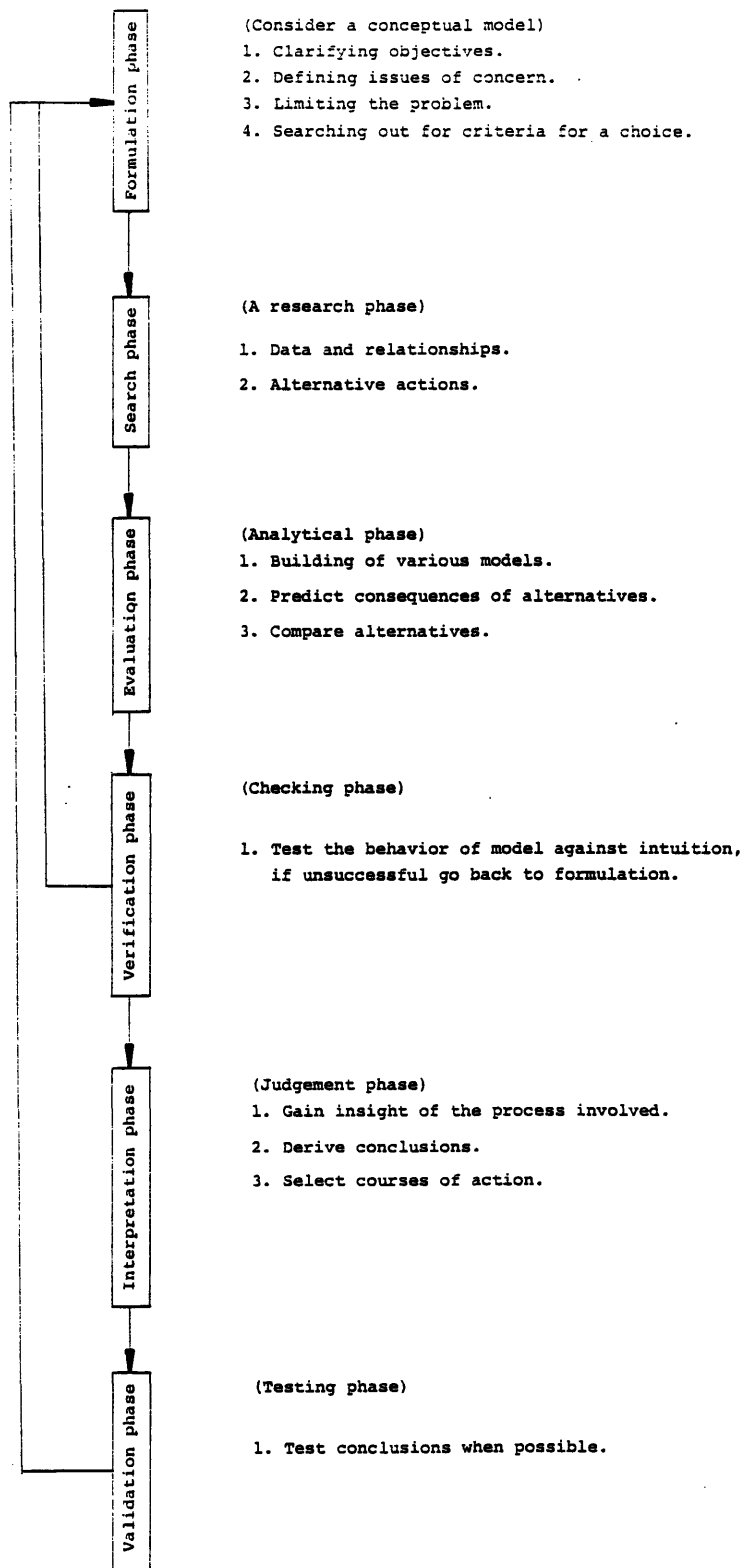 Formulation phase
(Consider a conceptual model)
1. Clarifying objectives.
2. Defining issues of concern.
3. Limiting the problem.
4. Searching out for criteria for a choice.
Search phase
(A research phase)
1. Data and relationships.
2. Alternative actions.
Evaluation phase
(Analytical phase)
1. Building of various models.
2. Predict consequences of alternatives.
3. Compare alternatives.
Verification phase
(Checking phase)
1. Test the behavior of model against intuition,
if unsuccessful go back to formulation.
Interpretation phase
(Judgement phase)
1. Gain insight of the process involved.
2. Derive conclusions.
3. Select courses of action.
Validation phase
(Testing phase)
1. Test conclusions when possible.